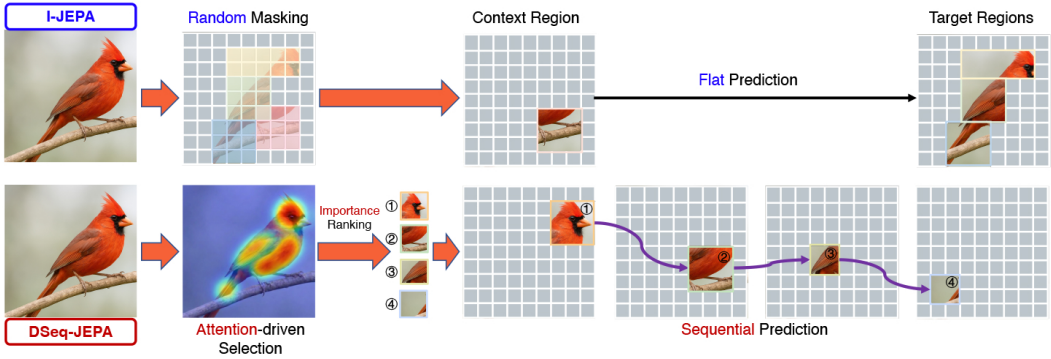 I-JEPA
Random Masking
Context Region
Target Regions
Flat Prediction
Importance
Ranking
①
②
③
④
①
②
③
④
DSeq-JEPA
Attention-driven
Selection
Sequential Prediction